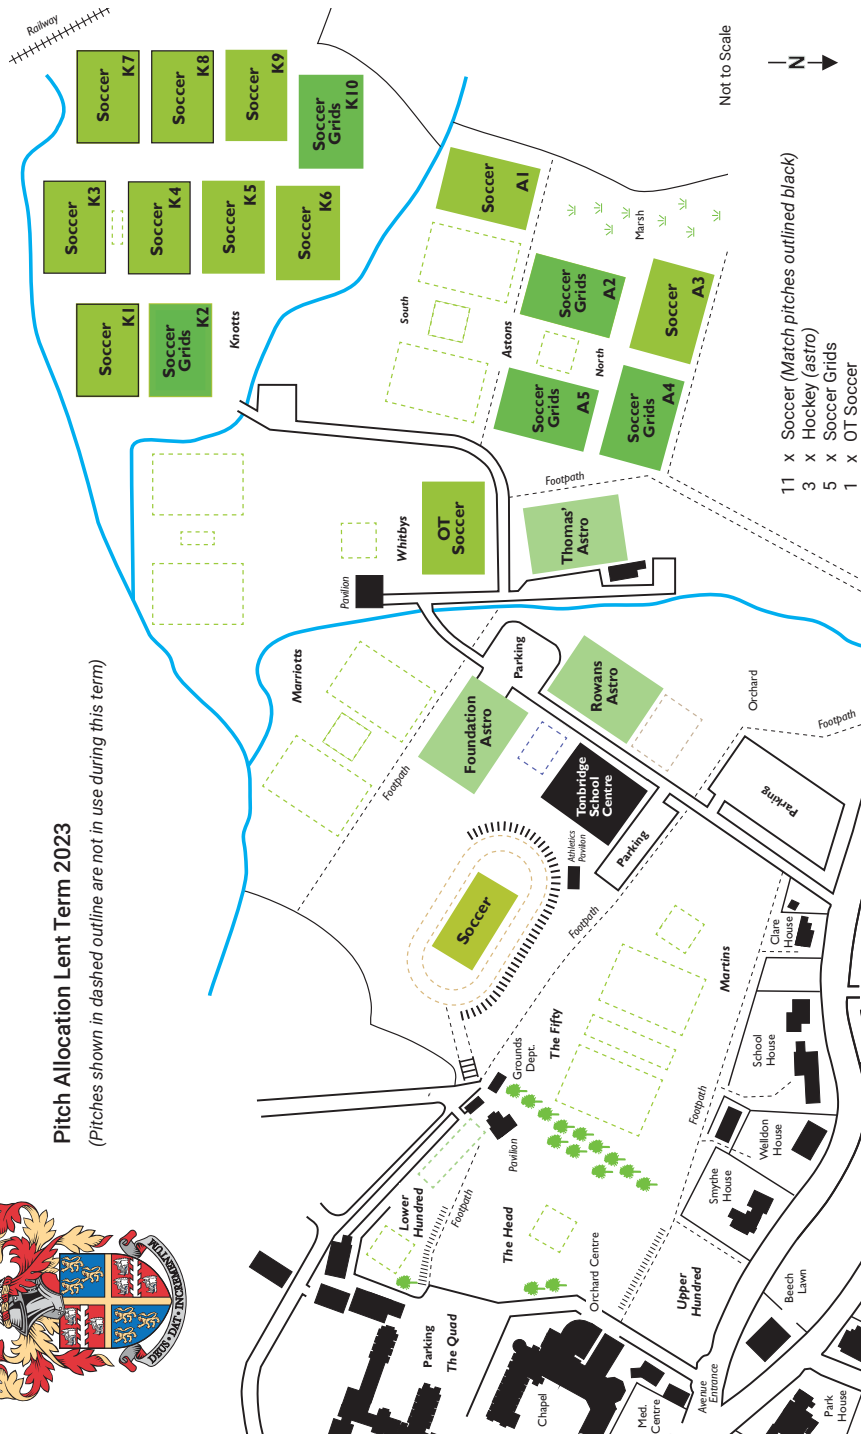 Pitch Allocation Lent Term 2023
(Pitches shown in dashed outline are not in use during this term)
DEUS • DAT • INCREMENTUM
Railway
Soccer
K7
Soccer
K8
Soccer
K9
Soccer
Grids
K10
Soccer
K3
Soccer
K4
Soccer
K5
Soccer
K6
Soccer
K1
Soccer
Grids
K2
Knotts
Not to Scale
N
11 x Soccer (Match pitches outlined black)
3 x Hockey (astro)
5 x Soccer Grids
1 x OT Soccer
Soccer
A1
Marsh
Soccer
Grids
A2
Soccer
A3
South
Astons
North
Soccer
Grids
A5
Soccer
Grids
A4
Footpath
Whitbys
OT
Soccer
Thomas'
Astro
Pavilion
Marriotts
Parking
Rowans
Astro
Orchard
Footpath
Foundation
Astro
Footpath
Tonbridge
School
Centre
Parking
Parking
Athletics
Pavilion
Soccer
Footpath
Clare
House
Martins
School
House
The Fifty
Grounds
Dept.
Footpath
Welldon
House
Smythe
House
Pavilion
Lower
Hundred
Footpath
The Head
Orchard Centre
Upper
Hundred
Beech
Lawn
Parking
The Quad
Chapel
Med.
Centre
Avenue
Entrance
Park
House